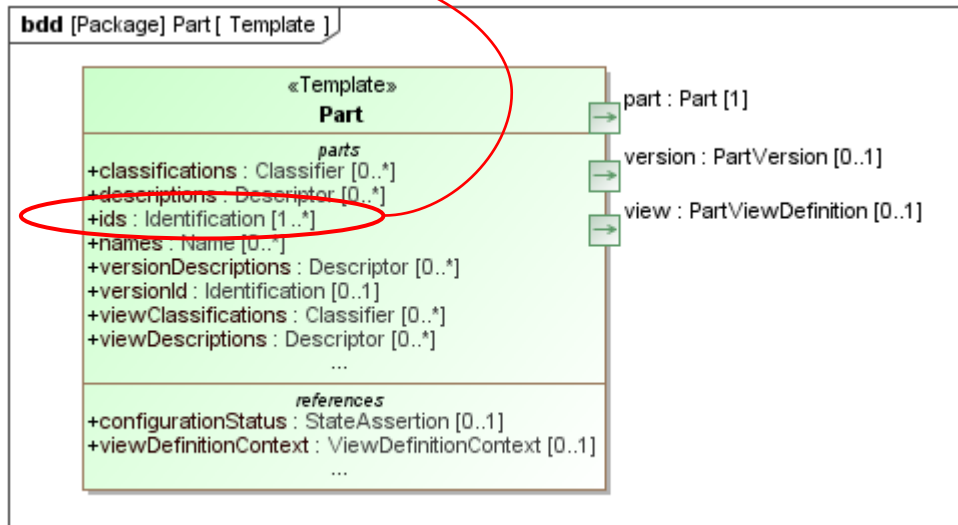 bdd [Package] Part [ Template ]
«Template»
Part
parts
+classifications : Classifier [0..*]
+descriptions : Descriptor [0..*]
+ids : Identification [1..*]
+names : Name [0..*]
+versionDescriptions : Descriptor [0..*]
+versionId : Identification [0..1]
+viewClassifications : Classifier [0..*]
+viewDescriptions : Descriptor [0..*]
...
references
+configurationStatus : StateAssertion [0..1]
+viewDefinitionContext : ViewDefinitionContext [0..1]
...
part : Part [1]
version : PartVersion [0..1]
view : PartViewDefinition [0..1]